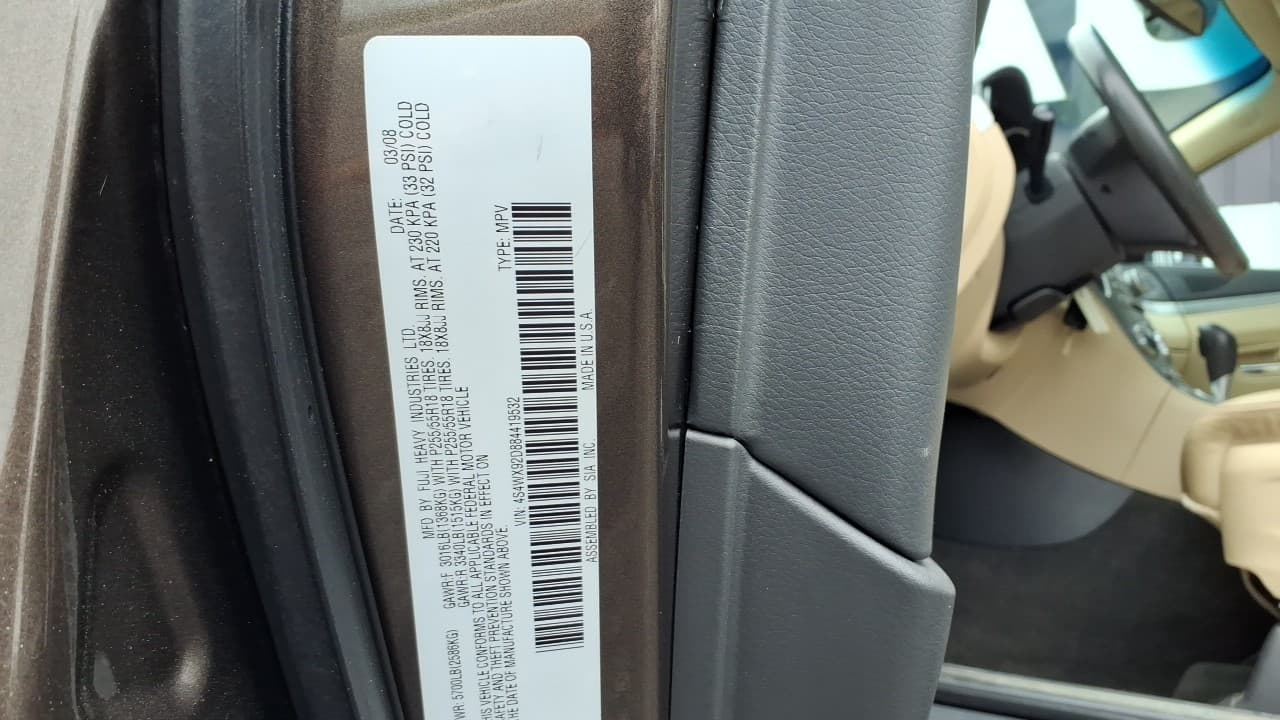 MFD BY FUJI HEAVY INDUSTRIES LTD. DATE: 03/08
GAWR:F 3016LB(1368KG) WITH P255/55R18 TIRES. 18X8JJ RIMS. AT 230 KPA (33 PSI) COLD
WR: 5700LB(2586KG) GAWR:R 3340LB(1515KG) WITH P255/55R18 TIRES. 18X8JJ RIMS. AT 220 KPA (32 PSI) COLD
HIS VEHICLE CONFORMS TO ALL APPLICABLE FEDERAL MOTOR VEHICLE
AFETY AND THEFT PREVENTION STANDARDS IN EFFECT ON
THE DATE OF MANUFACTURE SHOWN ABOVE.
VIN: 4S4WX92D884419532 TYPE: MPV
ASSEMBLED BY SIA INC. MADE IN U.S.A.